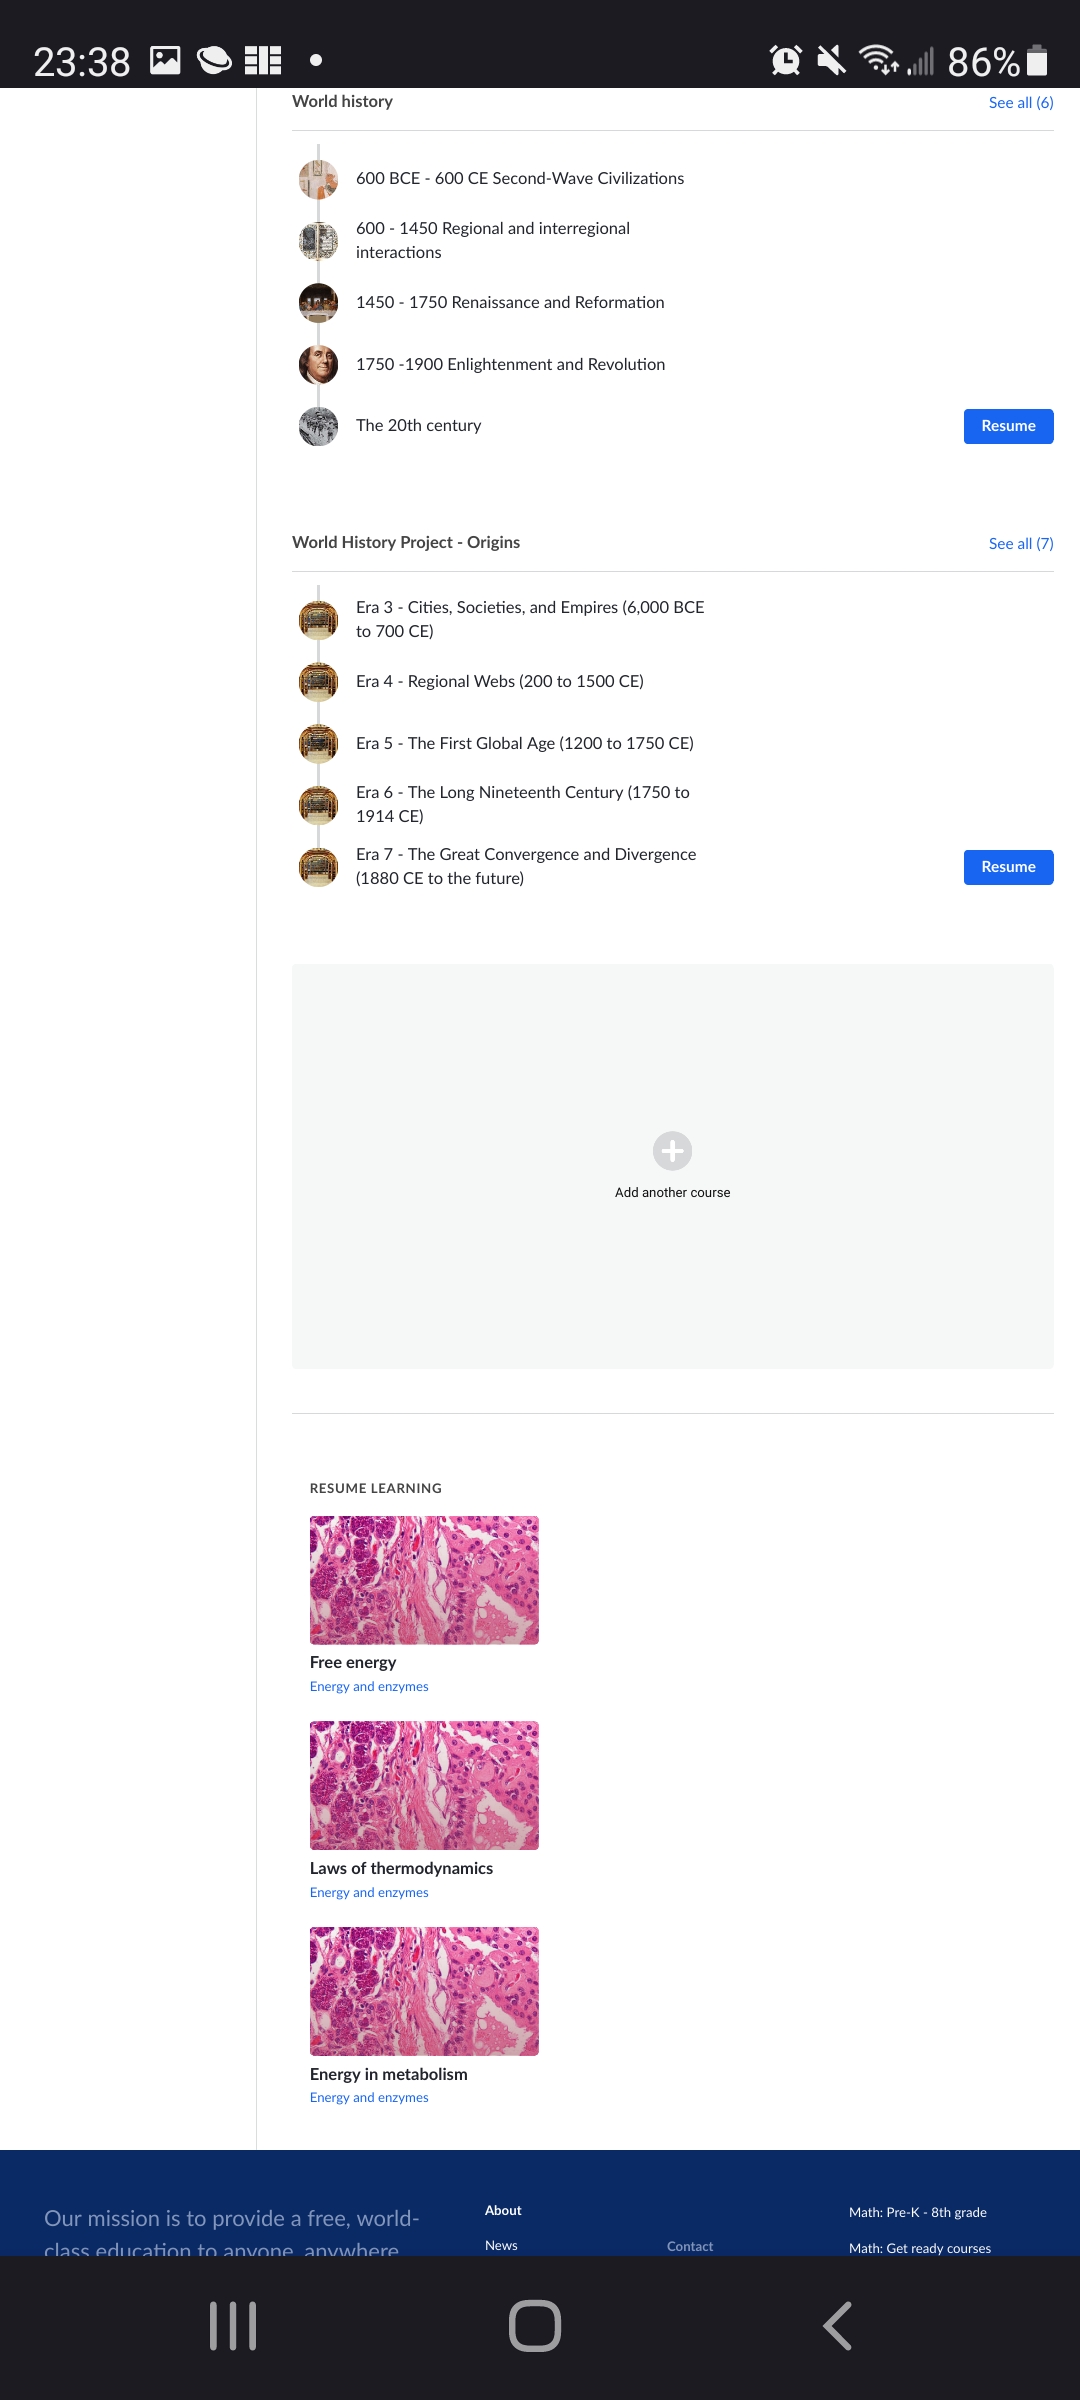 23:38
86%
World history
See all (6)
600 BCE - 600 CE Second-Wave Civilizations
600 - 1450 Regional and interregional
interactions
1450 - 1750 Renaissance and Reformation
1750 -1900 Enlightenment and Revolution
The 20th century
Resume
World History Project - Origins
See all (7)
Era 3 - Cities, Societies, and Empires (6,000 BCE
to 700 CE)
Era 4 - Regional Webs (200 to 1500 CE)
Era 5 - The First Global Age (1200 to 1750 CE)
Era 6 - The Long Nineteenth Century (1750 to
1914 CE)
Era 7 - The Great Convergence and Divergence
(1880 CE to the future)
Resume
Add another course
RESUME LEARNING
Free energy
Energy and enzymes
Laws of thermodynamics
Energy and enzymes
Energy in metabolism
Energy and enzymes
Our mission is to provide a free, world-
class education to anyone, anywhere.
About
News
Contact
Math: Pre-K - 8th grade
Math: Get ready courses